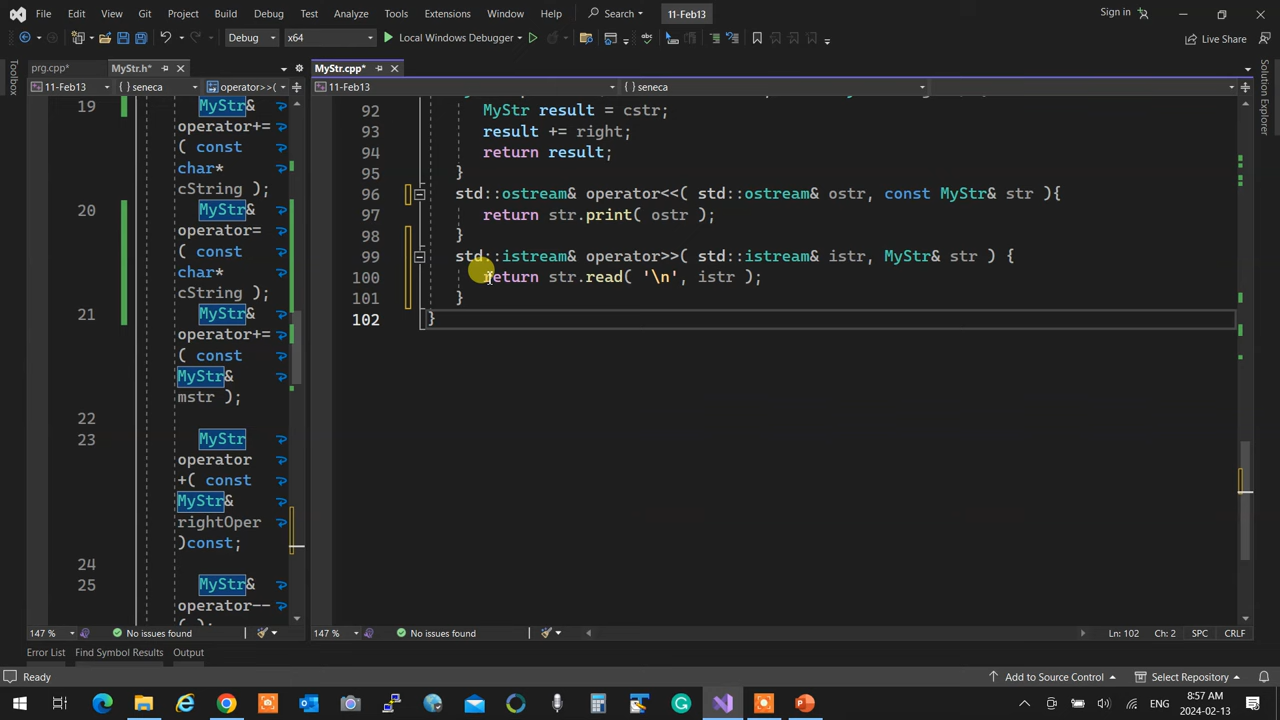 File Edit View Git Project Build Debug Test Analyze Tools Extensions Window Help Search 11-Feb13 Sign in
Debug x64 Local Windows Debugger Live Share
Toolbox
prg.cpp* MyStr.h*
11-Feb13 { } seneca operator>>(
19 MyStr&
operator+=
( const
char*
cString );
20 MyStr&
operator=
( const
char*
cString );
21 MyStr&
operator+=
( const
MyStr&
mstr );
22
23 MyStr
operator
+( const
MyStr&
rightOper
)const;
24
25 MyStr&
operator--
( );
147 % No issues found
MyStr.cpp*
11-Feb13 { } seneca
92 MyStr result = cstr;
93 result += right;
94 return result;
95 }
96 std::ostream& operator<<( std::ostream& ostr, const MyStr& str ){
97 return str.print( ostr );
98 }
99 std::istream& operator>>( std::istream& istr, MyStr& str ) {
100 return str.read( '\n', istr );
101 }
102 }
147 % No issues found Ln: 102 Ch: 2 SPC CRLF
Solution Explorer
Error List Find Symbol Results Output
Ready Add to Source Control Select Repository
ENG 8:57 AM
2024-02-13